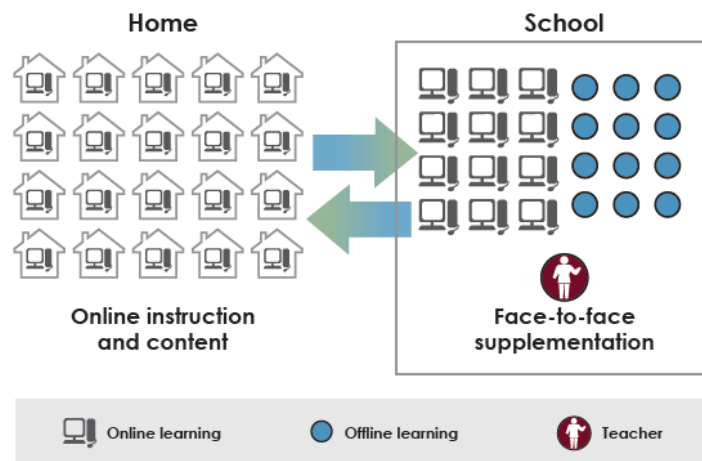 Home
School
Online instruction
and content
Face-to-face
supplementation
Online learning
Offline learning
Teacher